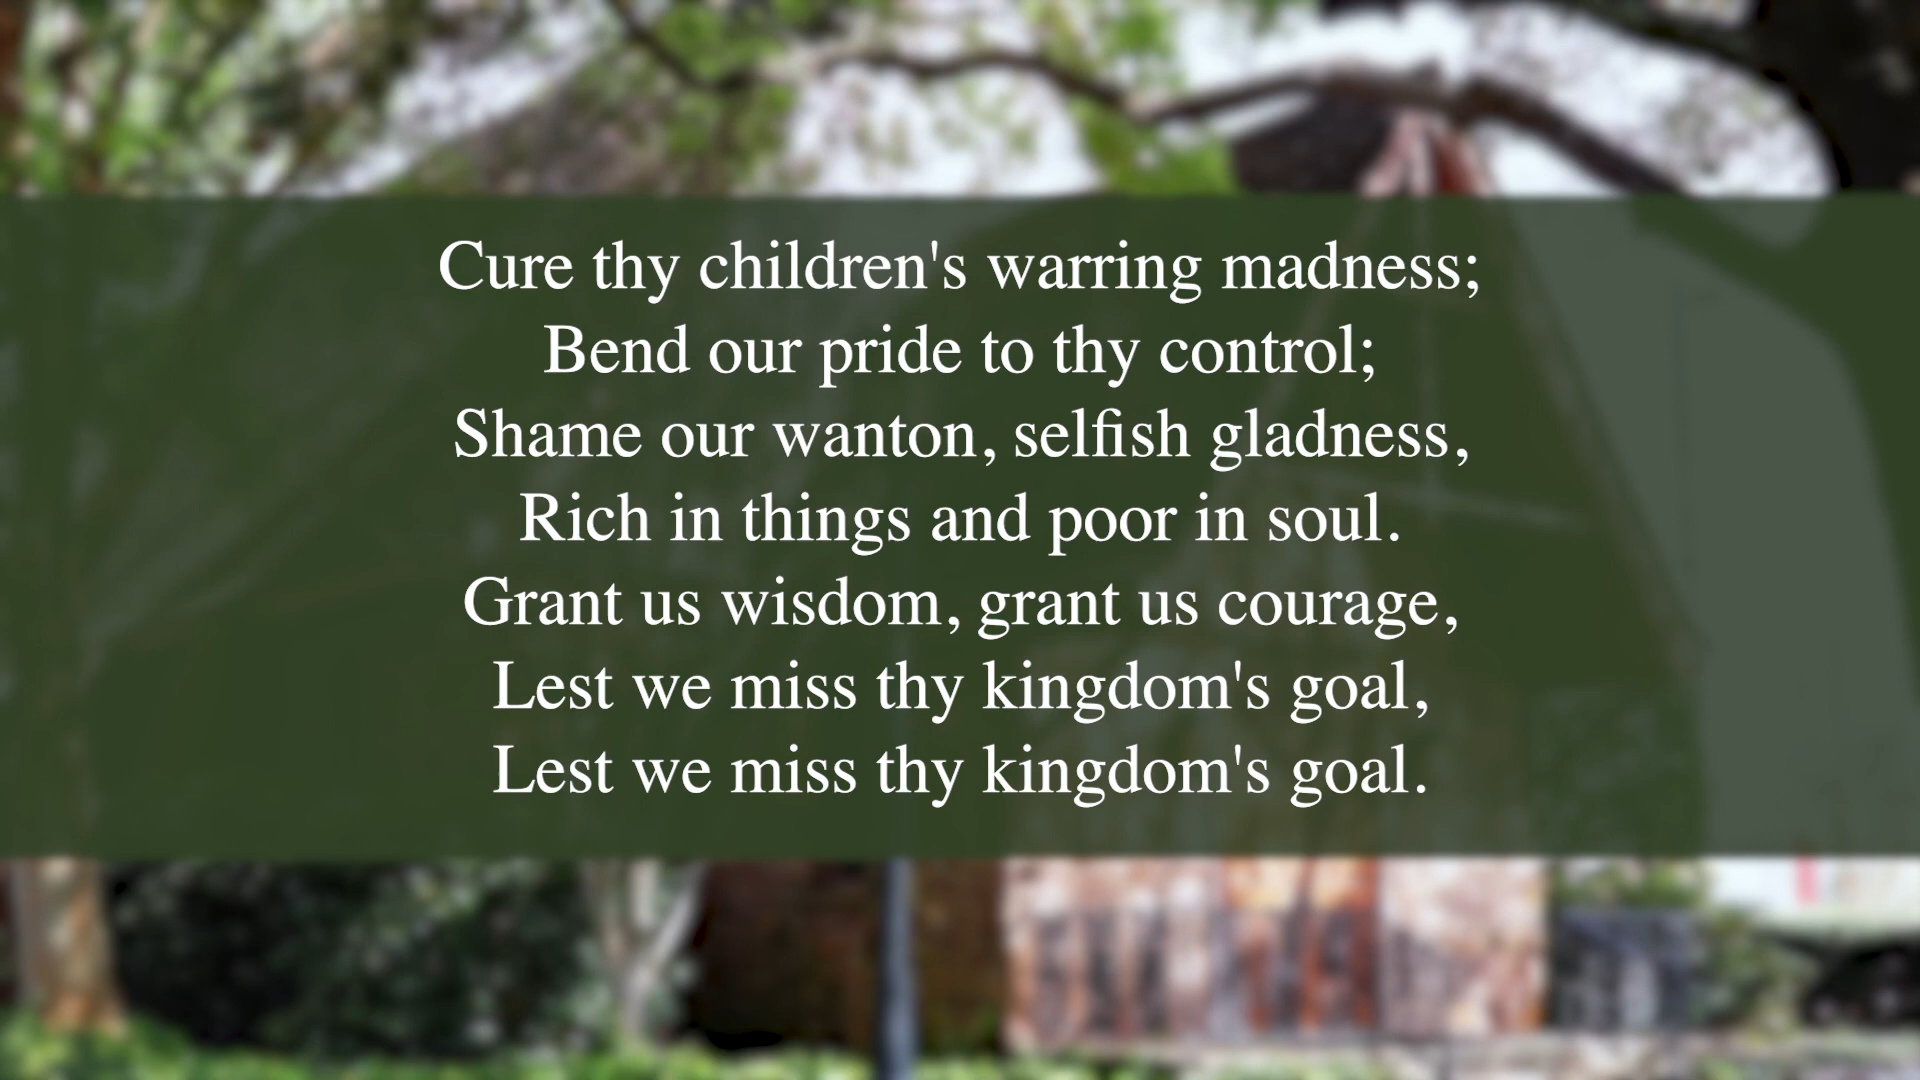 Cure thy children's warring madness;
Bend our pride to thy control;
Shame our wanton, selfish gladness,
Rich in things and poor in soul.
Grant us wisdom, grant us courage,
Lest we miss thy kingdom's goal,
Lest we miss thy kingdom's goal.